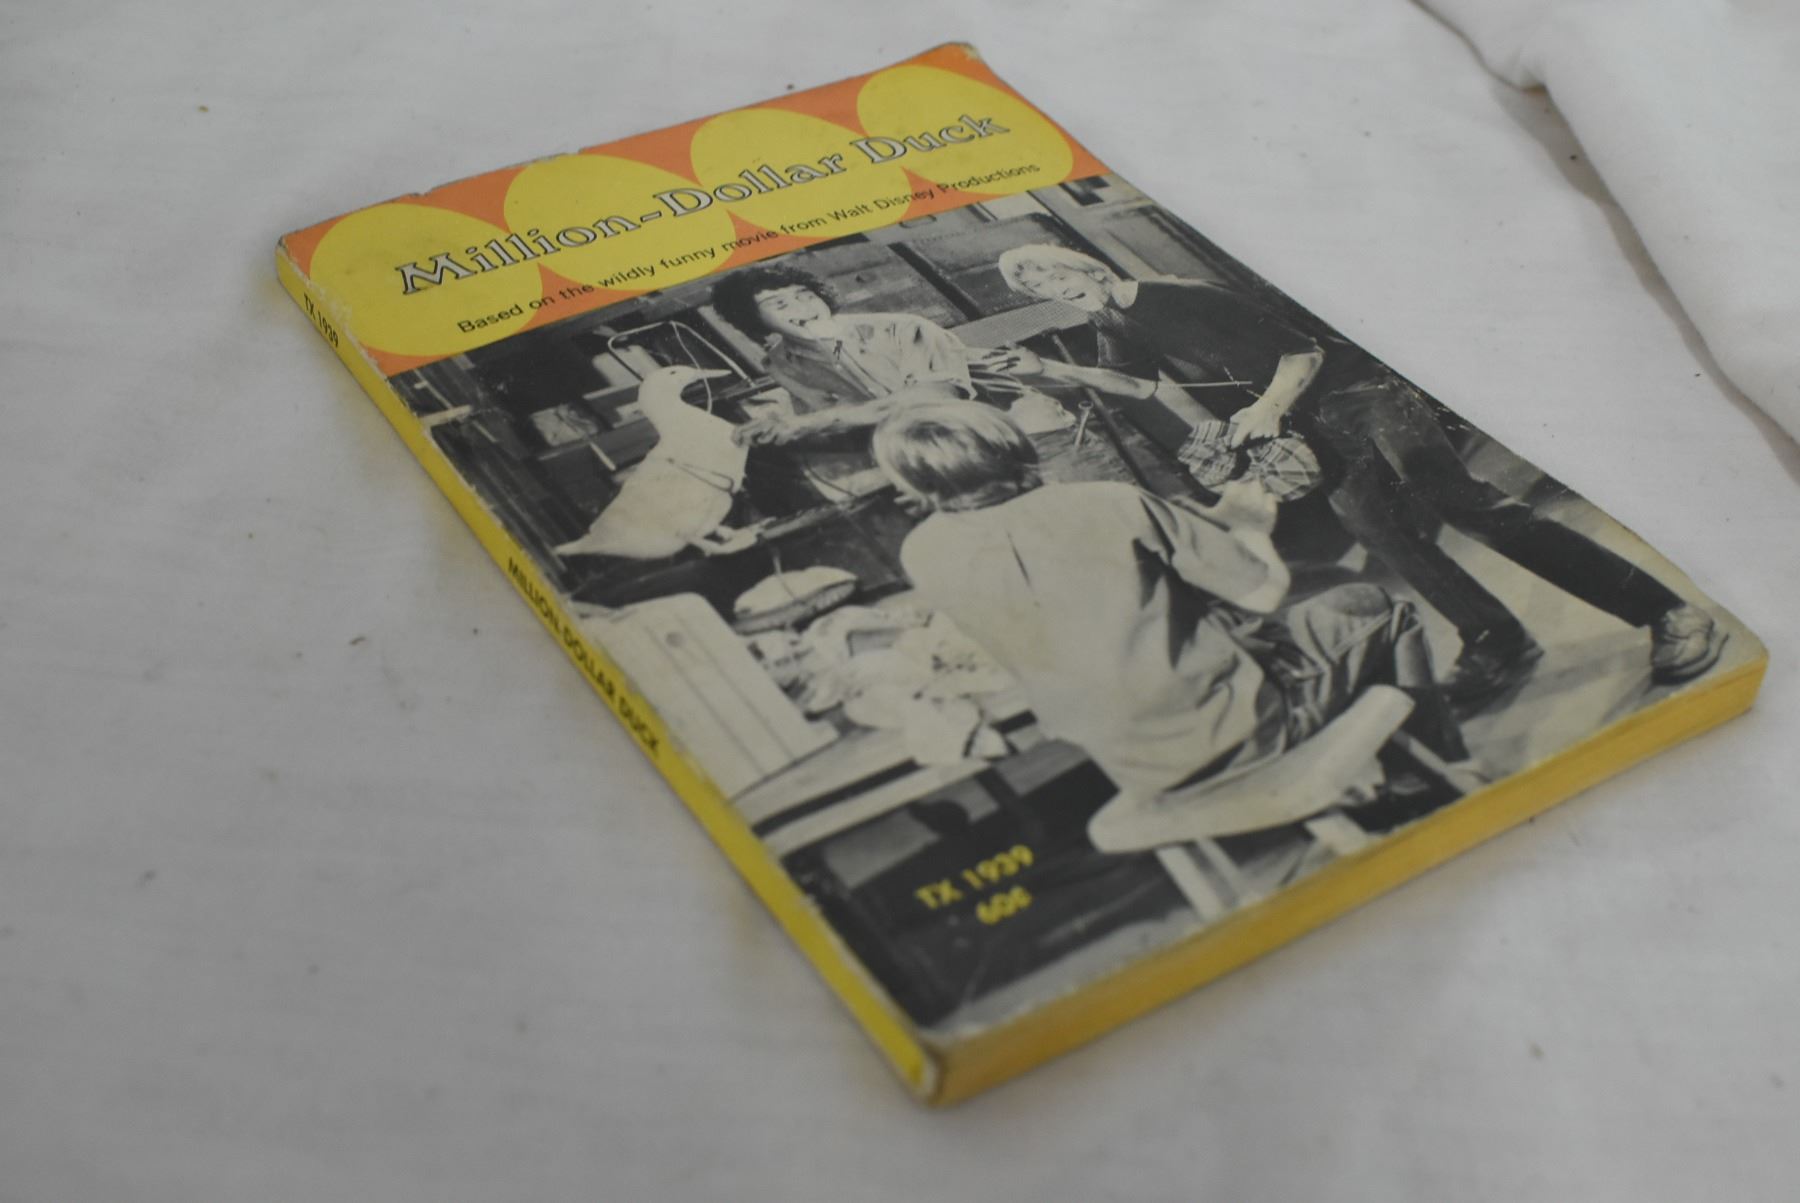 Million-Dollar Duck
Based on the wildly funny movie from Walt Disney Productions
TX 1939
MILLION DOLLAR DUCK
TX 1939
60¢